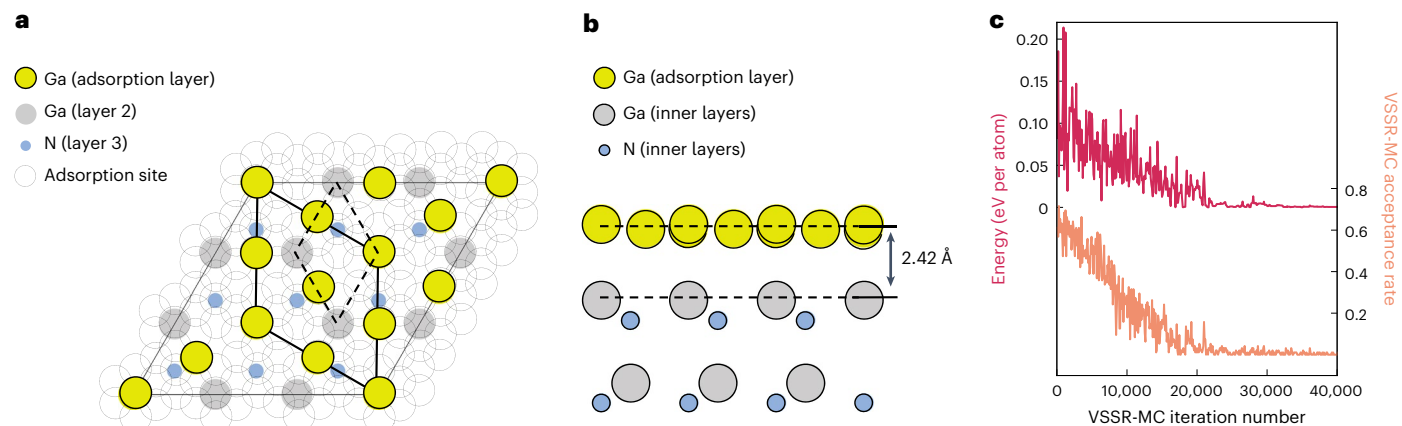 a
Ga (adsorption layer)
Ga (layer 2)
N (layer 3)
Adsorption site
b
Ga (adsorption layer)
Ga (inner layers)
N (inner layers)
2.42 Å
c
Energy (eV per atom)
0.20
0.15
0.10
0.05
0
0.8
0.6
0.4
0.2
VSSR-MC acceptance rate
0
10,000
20,000
30,000
40,000
VSSR-MC iteration number